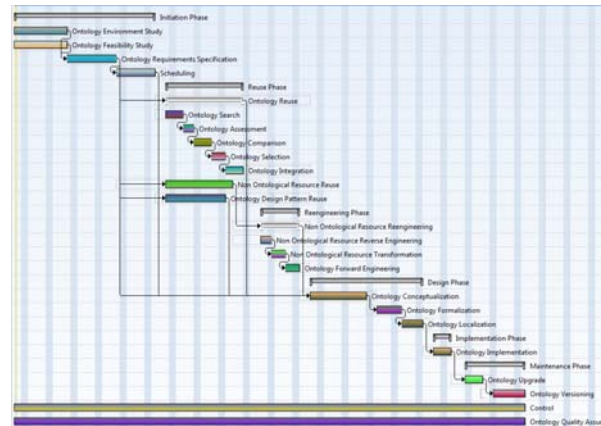 Initiation Phase
Ontology Environment Study
Ontology Feasibility Study
Ontology Requirements Specification
Scheduling
Reuse Phase
Ontology Reuse
Ontology Search
Ontology Assessment
Ontology Comparison
Ontology Selection
Ontology Integration
Non Ontological Resource Reuse
Ontology Design Pattern Reuse
Reengineering Phase
Non Ontological Resource Reengineering
Non Ontological Resource Reverse Engineering
Non Ontological Resource Transformation
Ontology Forward Engineering
Design Phase
Ontology Conceptualization
Ontology Formalization
Ontology Localization
Implementation Phase
Ontology Implementation
Maintenance Phase
Ontology Upgrade
Ontology Versioning
Control
Ontology Quality Assu